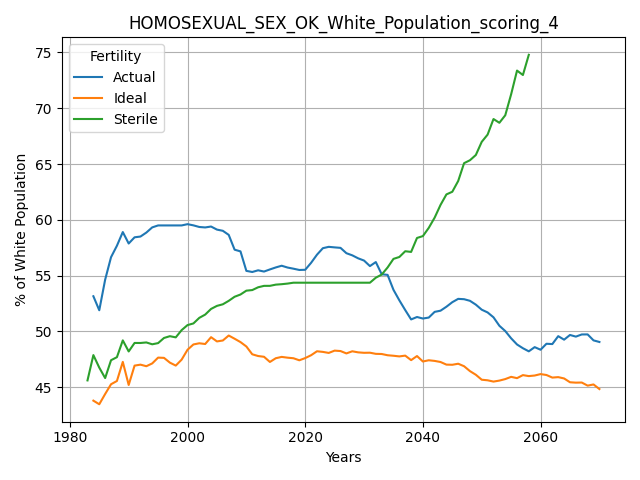 HOMOSEXUAL_SEX_OK_White_Population_scoring_4
Fertility
Actual
Ideal
Sterile
% of White Population
75
70
65
60
55
50
45
1980
2000
2020
2040
2060
Years